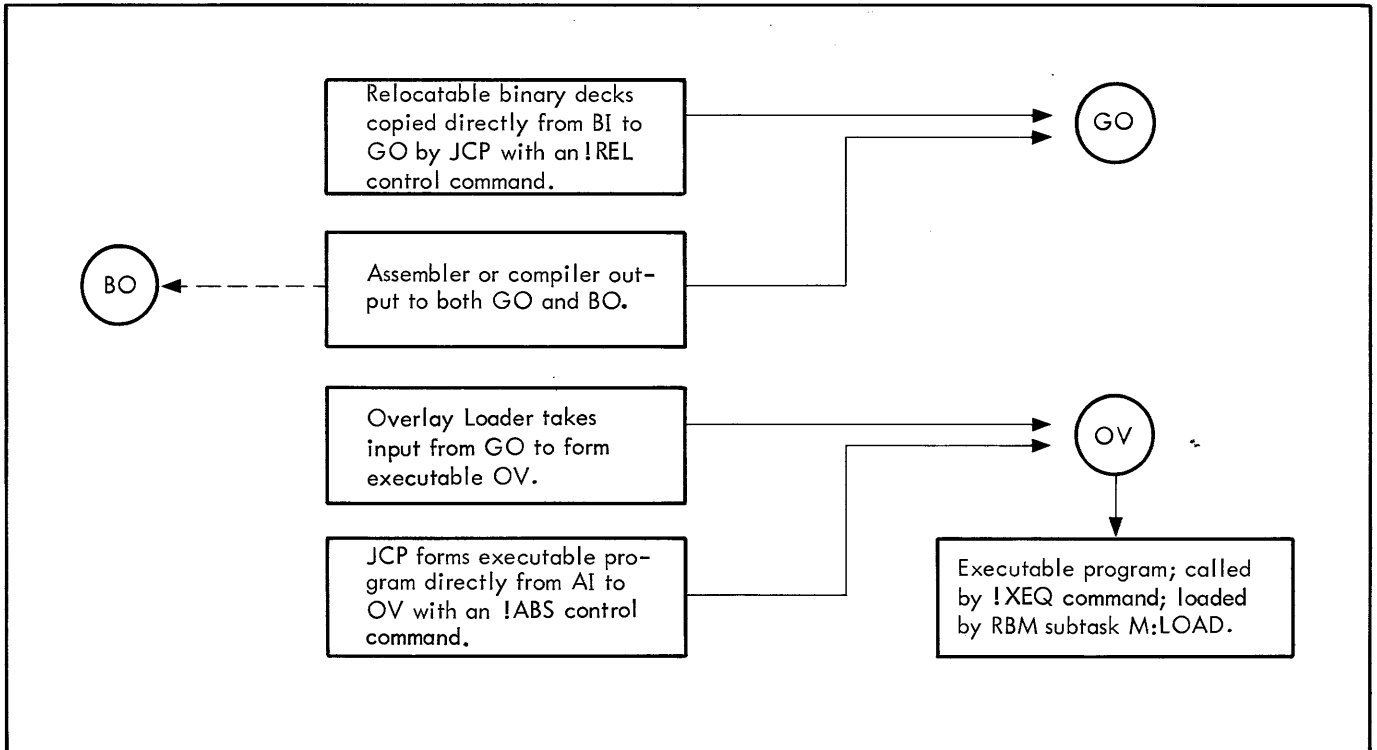 Relocatable binary decks
copied directly from BI to
GO by JCP with an !REL
control command.
GO
BO
Assembler or compiler out-
put to both GO and BO.
Overlay Loader takes
input from GO to form
executable OV.
OV
JCP forms executable pro-
gram directly from AI to
OV with an !ABS control
command.
Executable program; called
by !XEQ command; loaded
by RBM subtask M:LOAD.